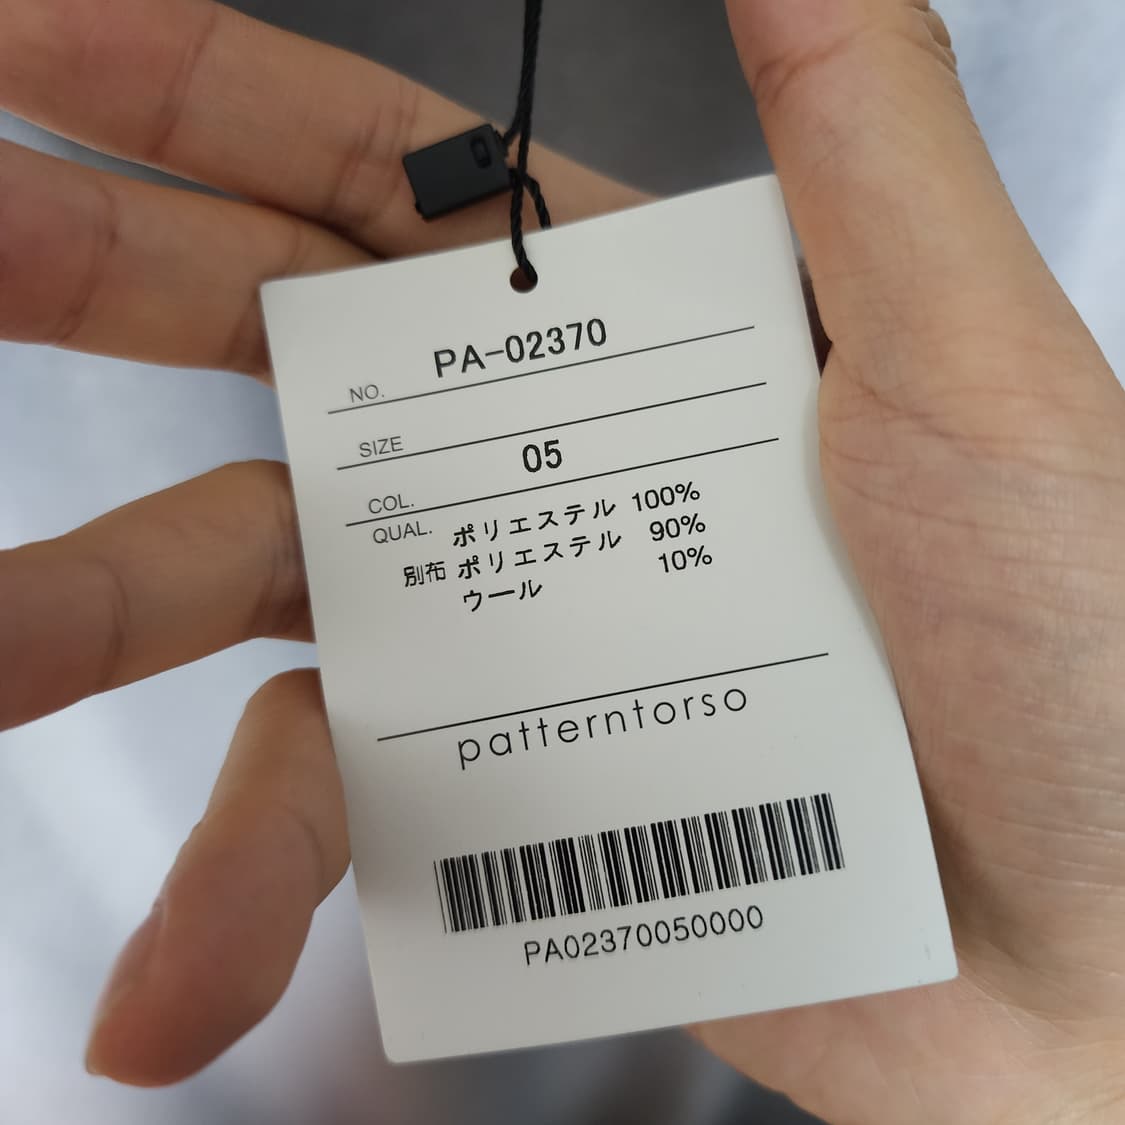 NO. PA-02370
SIZE
COL. 05
QUAL. ポリエステル 100%
別布 ポリエステル 90%
ウール 10%
patterntorso
PA02370050000